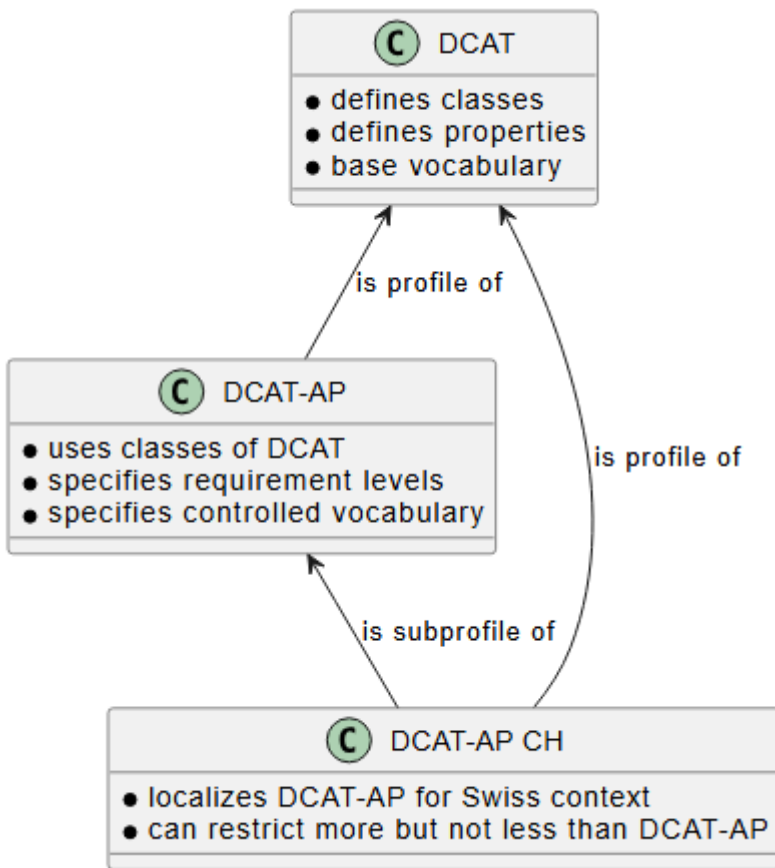 C DCAT
defines classes
defines properties
base vocabulary
is profile of
C DCAT-AP
uses classes of DCAT
specifies requirement levels
specifies controlled vocabulary
is profile of
is subprofile of
C DCAT-AP CH
localizes DCAT-AP for Swiss context
can restrict more but not less than DCAT-AP